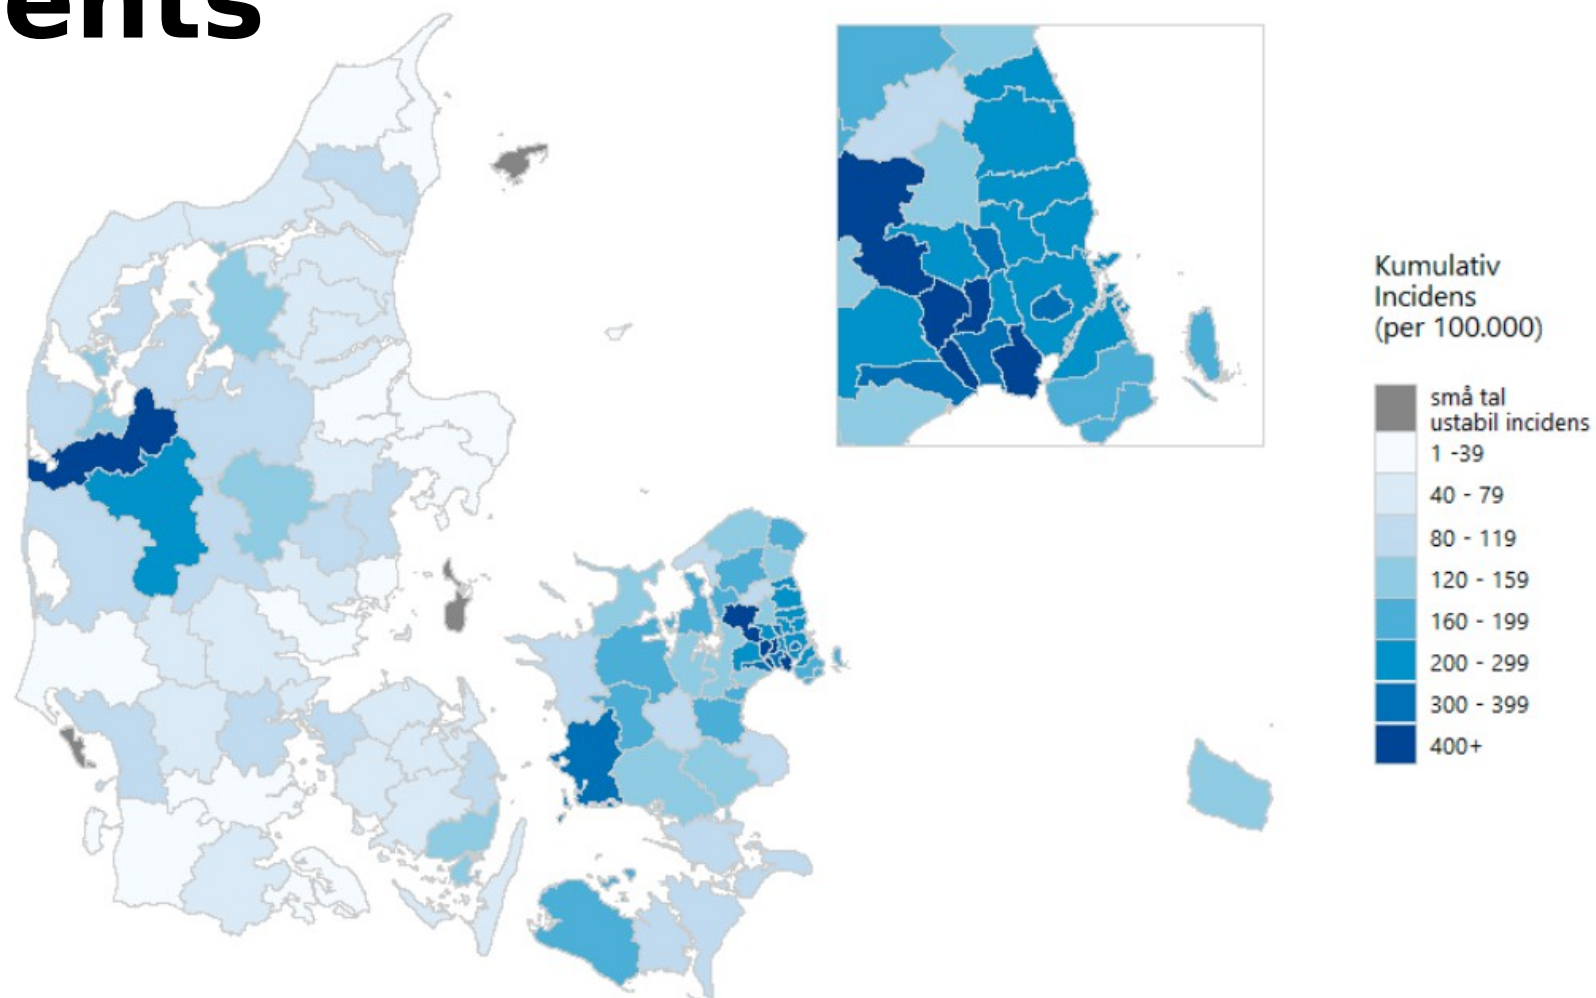 ents
Kumulativ
Incidens
(per 100.000)
små tal
ustabil incidens
1 -39
40 - 79
80 - 119
120 - 159
160 - 199
200 - 299
300 - 399
400+